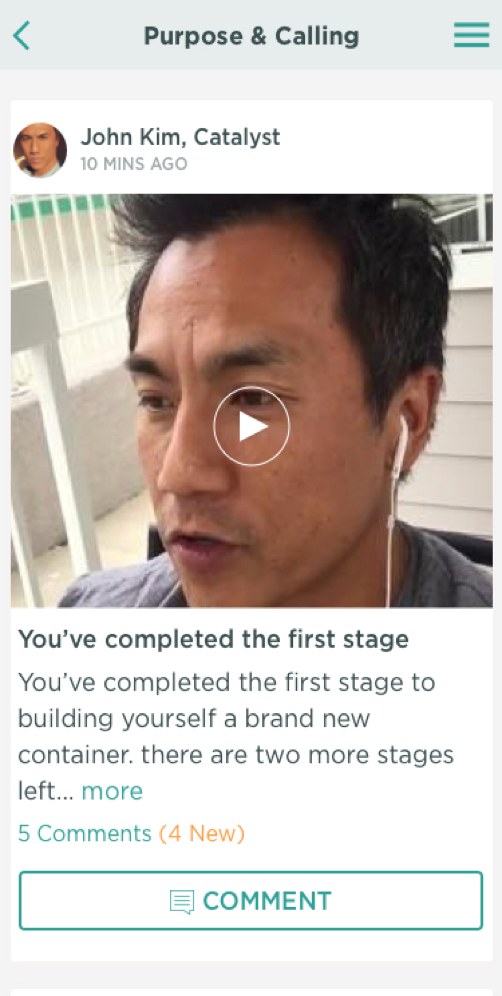 Purpose & Calling
John Kim, Catalyst
10 MINS AGO
You’ve completed the first stage
You’ve completed the first stage to
building yourself a brand new
container. there are two more stages
left... more
5 Comments (4 New)
COMMENT